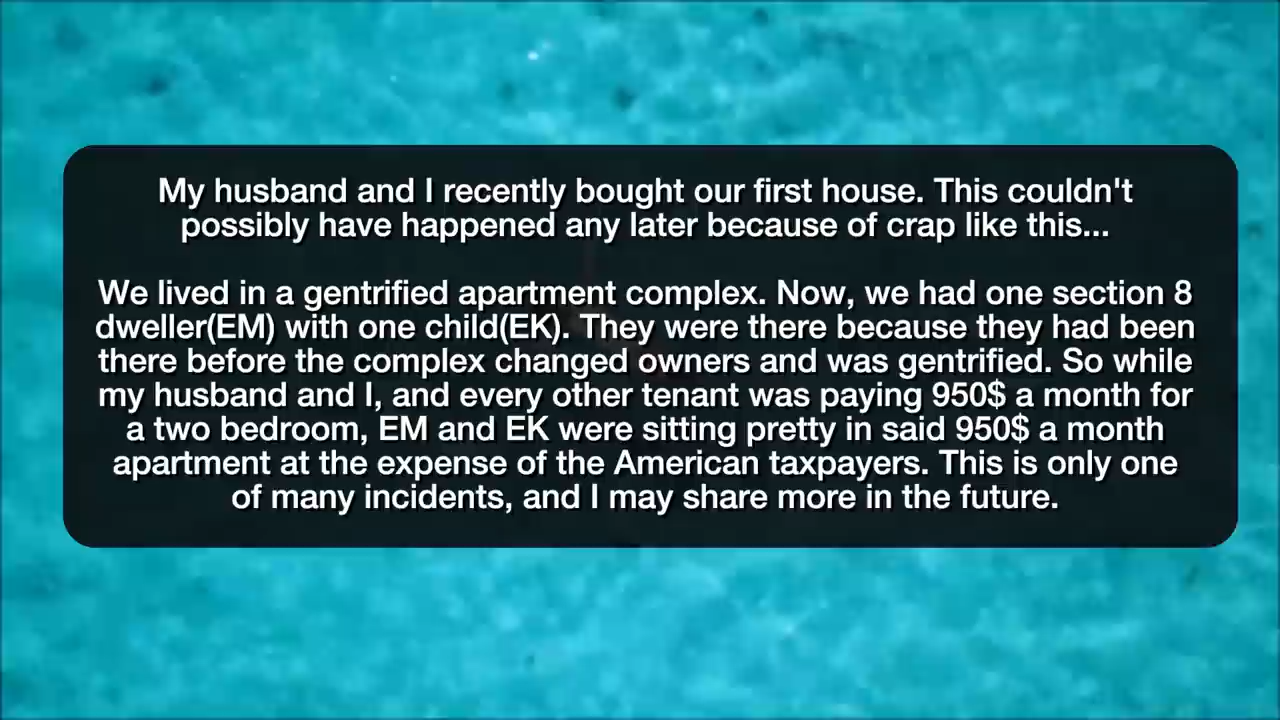 My husband and I recently bought our first house. This couldn't
possibly have happened any later because of crap like this...
We lived in a gentrified apartment complex. Now, we had one section 8
dweller(EM) with one child(EK). They were there because they had been
there before the complex changed owners and was gentrified. So while
my husband and I, and every other tenant was paying 950$ a month for
a two bedroom, EM and EK were sitting pretty in said 950$ a month
apartment at the expense of the American taxpayers. This is only one
of many incidents, and I may share more in the future.